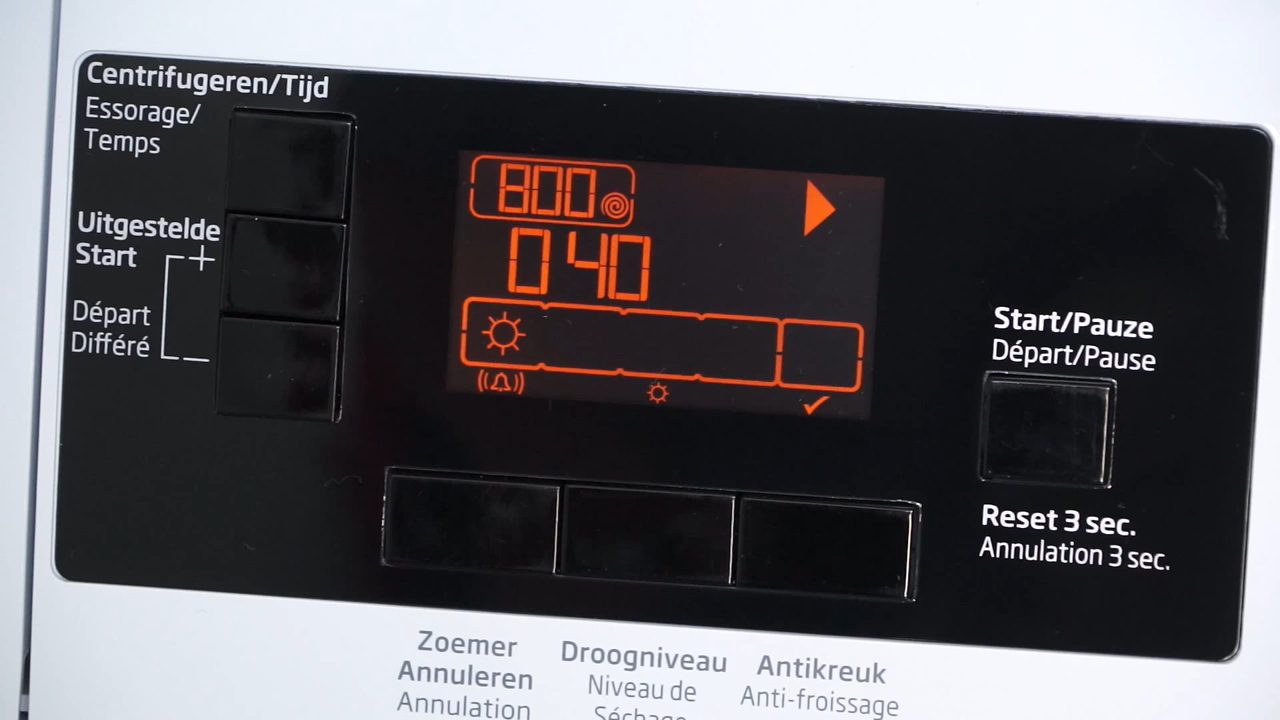 Centrifugeren/Tijd
Essorage/
Temps
Uitgestelde
Start
+
Départ
Différé
—
800
040
Start/Pauze
Départ/Pause
Reset 3 sec.
Annulation 3 sec.
Zoemer
Annuleren
Annulation
Droogniveau
Niveau de
Séchage
Antikreuk
Anti-froissage